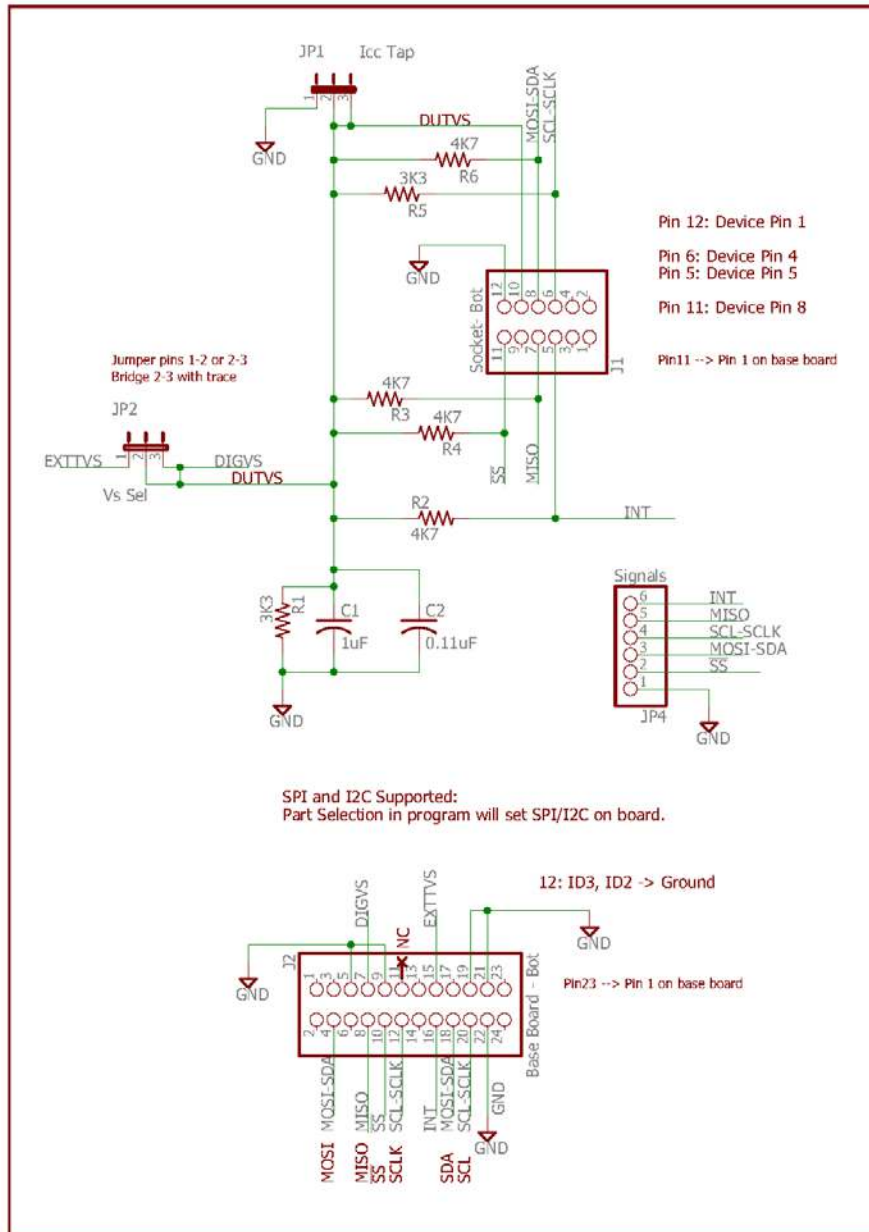 JP1 Icc Tap
1 2 3
GND
DUTVS
MOSI-SDA
SCL-SCLK
4K7
R6
3K3
R5
Pin 12: Device Pin 1
Pin 6: Device Pin 4
Pin 5: Device Pin 5
Pin 11: Device Pin 8
Pin11 --> Pin 1 on base board
GND
12 10 8 6 4 2
Socket- Bot
11 9 7 5 3 1
J1
Jumper pins 1-2 or 2-3
Bridge 2-3 with trace
JP2
1 2 3
EXTTVS
DIGVS
DUTVS
Vs Sel
4K7
R3
4K7
R4
SS
MISO
R2
4K7
INT
3K3
R1
C1
1uF
C2
0.11uF
GND
Signals
6 INT
5 MISO
4 SCL-SCLK
3 MOSI-SDA
2 SS
1
JP4
GND
SPI and I2C Supported:
Part Selection in program will set SPI/I2C on board.
12: ID3, ID2 -> Ground
DIGVS
EXTTVS
NC
GND
GND
J2
1 3 5 7 9 11 13 15 17 19 21 23
Pin23 --> Pin 1 on base board
2 4 6 8 10 12 14 16 18 20 22 24
Base Board - Bot
MOSI-SDA
MISO
SS
SCL-SCLK
INT
MOSI-SDA
SCL-SCLK
GND
GND
MOSI
MISO
SS
SCLK
SDA
SCL